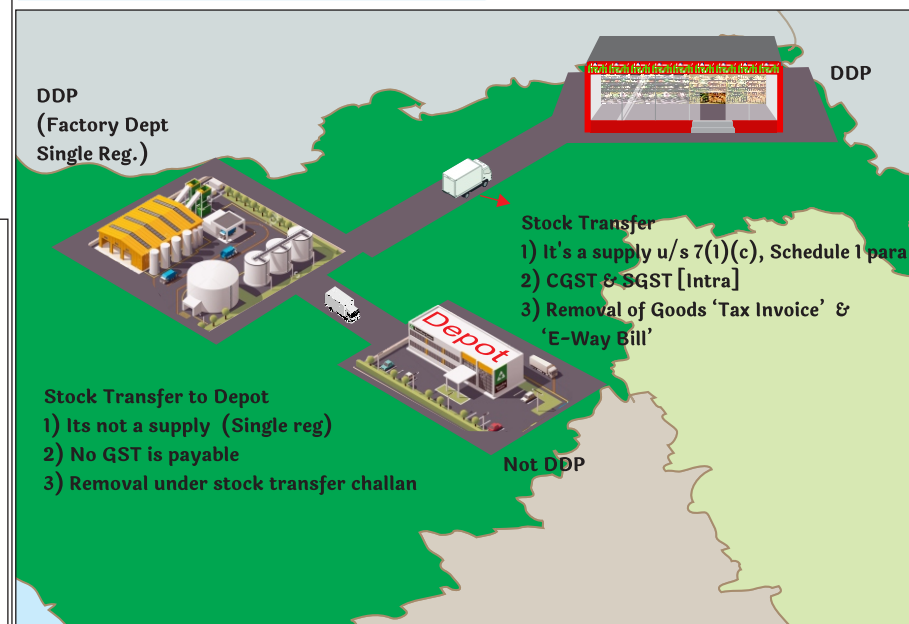 DDP
(Factory Dept
Single Reg.)
DDP
Stock Transfer
1) It's a supply u/s 7(1)(c), Schedule 1 para
2) CGST & SGST [Intra]
3) Removal of Goods ‘Tax Invoice’ &
‘E-Way Bill’
Depot
Stock Transfer to Depot
1) Its not a supply (Single reg)
2) No GST is payable
3) Removal under stock transfer challan
Not DDP